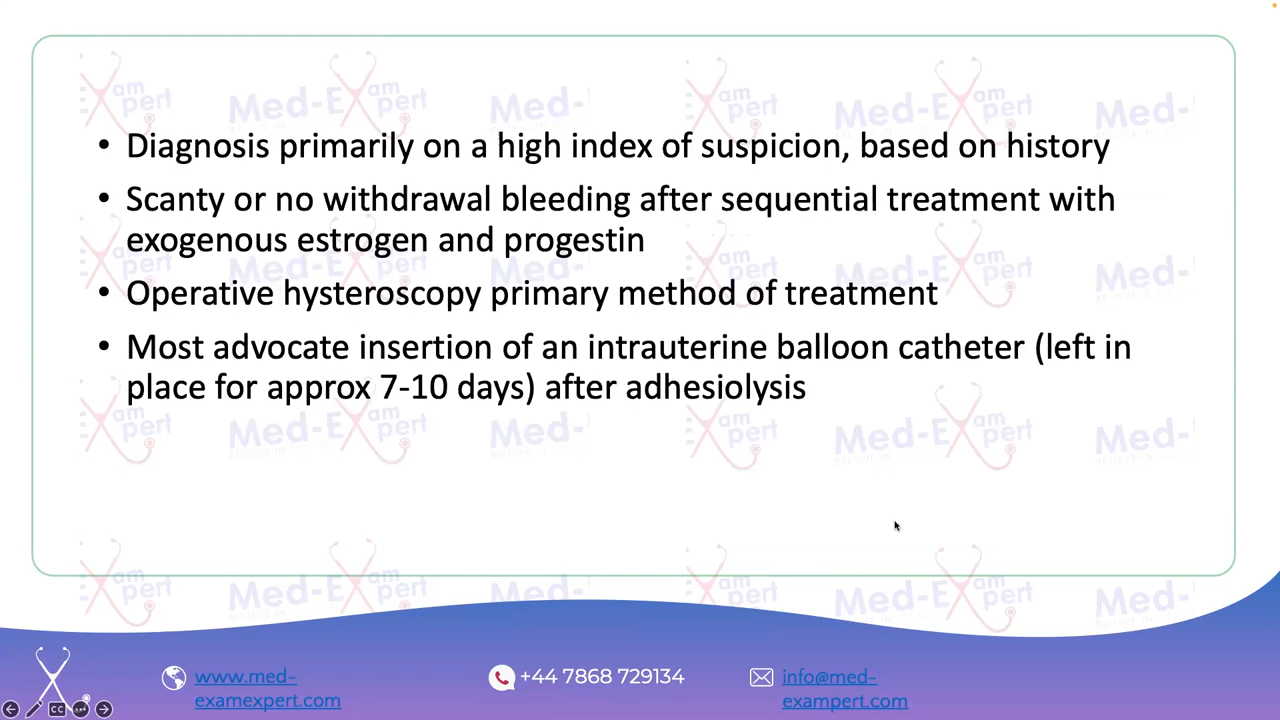 • Diagnosis primarily on a high index of suspicion, based on history
• Scanty or no withdrawal bleeding after sequential treatment with
exogenous estrogen and progestin
• Operative hysteroscopy primary method of treatment
• Most advocate insertion of an intrauterine balloon catheter (left in
place for approx 7-10 days) after adhesiolysis
www.med-
examexpert.com
+44 7868 729134
info@med-
exampert.com
CC